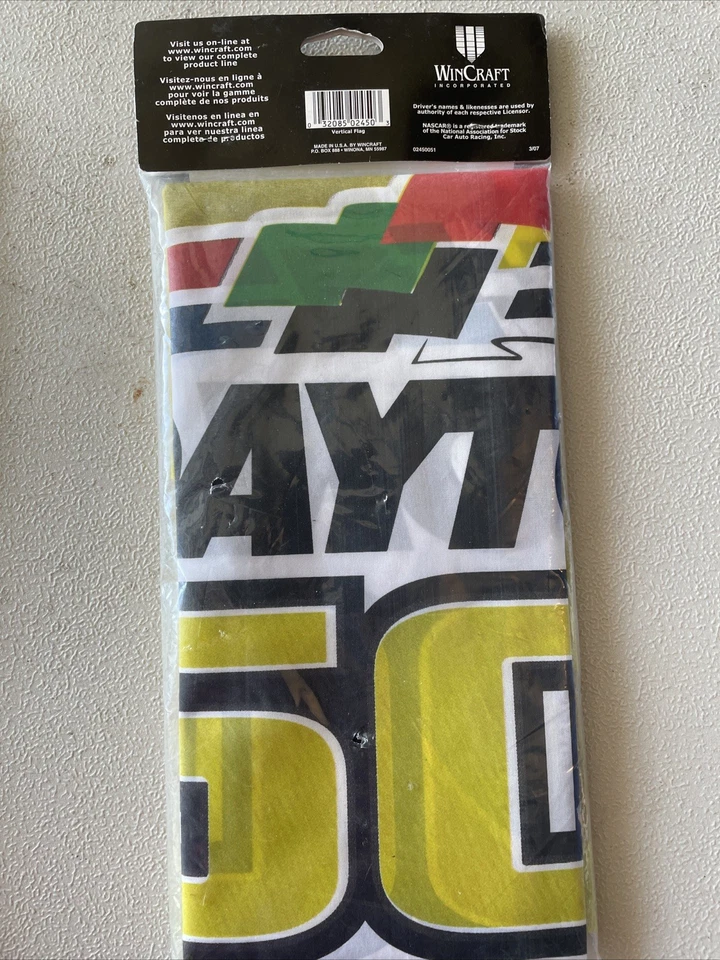 Visit us on-line at
www.wincraft.com
to view our complete
product line
Visitez-nous en ligne à
www.wincraft.com
pour voir la gamme
complète de nos produits
Visitenos en linea en
www.wincraft.com
para ver nuestra linea
completa de productos
0 32085 02450 3
Vertical Flag
MADE IN U.S.A. BY WINCRAFT
P.O. BOX 888 • WINONA, MN 55987
WINCRAFT
INCORPORATED
Driver's names & likenesses are used by
authority of each respective Licensor.
NASCAR® is a registered trademark
of the National Association for Stock
Car Auto Racing, Inc.
02450051 3/07
DAYTO
50